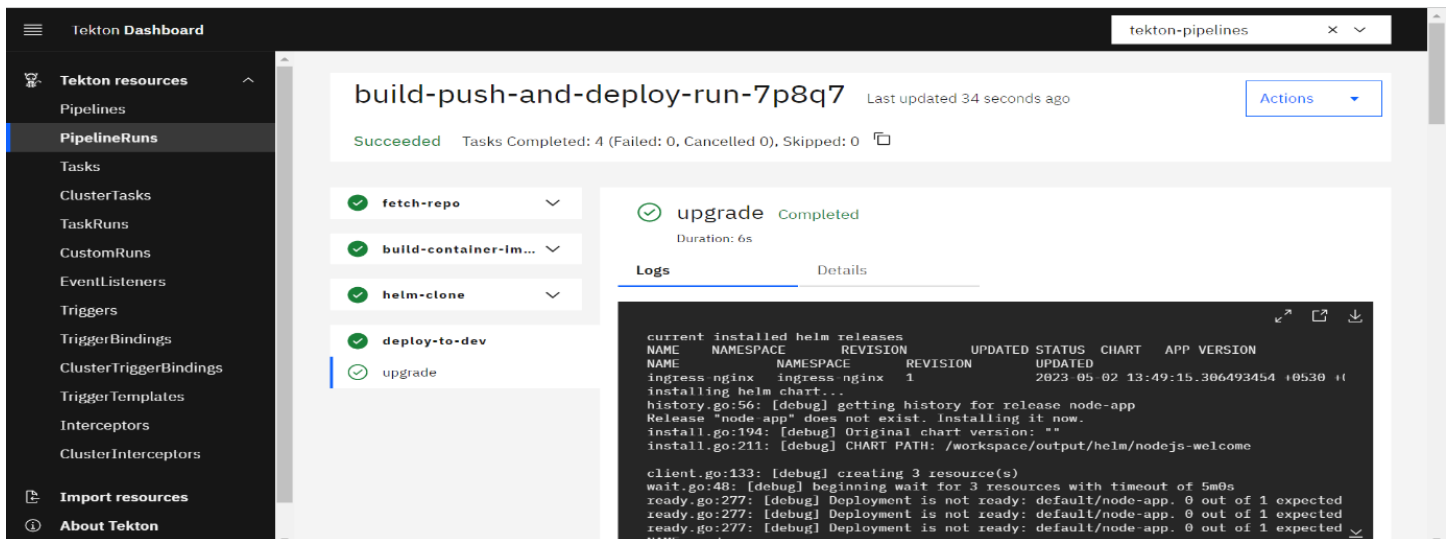 Tekton Dashboard
tekton-pipelines
Tekton resources
Pipelines
PipelineRuns
Tasks
ClusterTasks
TaskRuns
CustomRuns
EventListeners
Triggers
TriggerBindings
ClusterTriggerBindings
TriggerTemplates
Interceptors
ClusterInterceptors
Import resources
About Tekton
build-push-and-deploy-run-7p8q7 Last updated 34 seconds ago
Actions
Succeeded Tasks Completed: 4 (Failed: 0, Cancelled 0), Skipped: 0
fetch-repo
build-container-im...
helm-clone
deploy-to-dev
upgrade
upgrade Completed
Duration: 6s
Logs Details
current installed helm releases
NAME NAMESPACE REVISION UPDATED STATUS CHART APP VERSION
NAME NAMESPACE REVISION UPDATED
ingress-nginx ingress-nginx 1 2023-05-02 13:49:15.306493454 +0530 +(
installing helm chart...
history.go:56: [debug] getting history for release node-app
Release "node-app" does not exist. Installing it now.
install.go:194: [debug] Original chart version: ""
install.go:211: [debug] CHART PATH: /workspace/output/helm/nodejs-welcome
client.go:133: [debug] creating 3 resource(s)
wait.go:48: [debug] beginning wait for 3 resources with timeout of 5m0s
ready.go:277: [debug] Deployment is not ready: default/node-app. 0 out of 1 expected
ready.go:277: [debug] Deployment is not ready: default/node-app. 0 out of 1 expected
ready.go:277: [debug] Deployment is not ready: default/node-app. 0 out of 1 expected